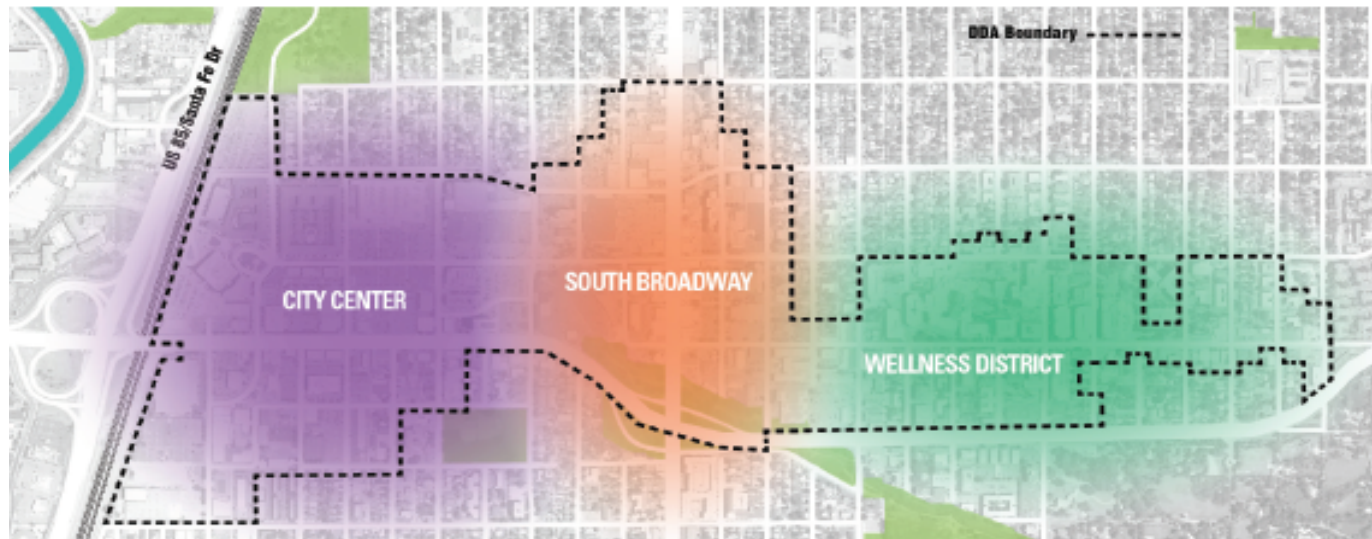 DDA Boundary
US 85/Santa Fe Dr
SOUTH BROADWAY
CITY CENTER
WELLNESS DISTRICT